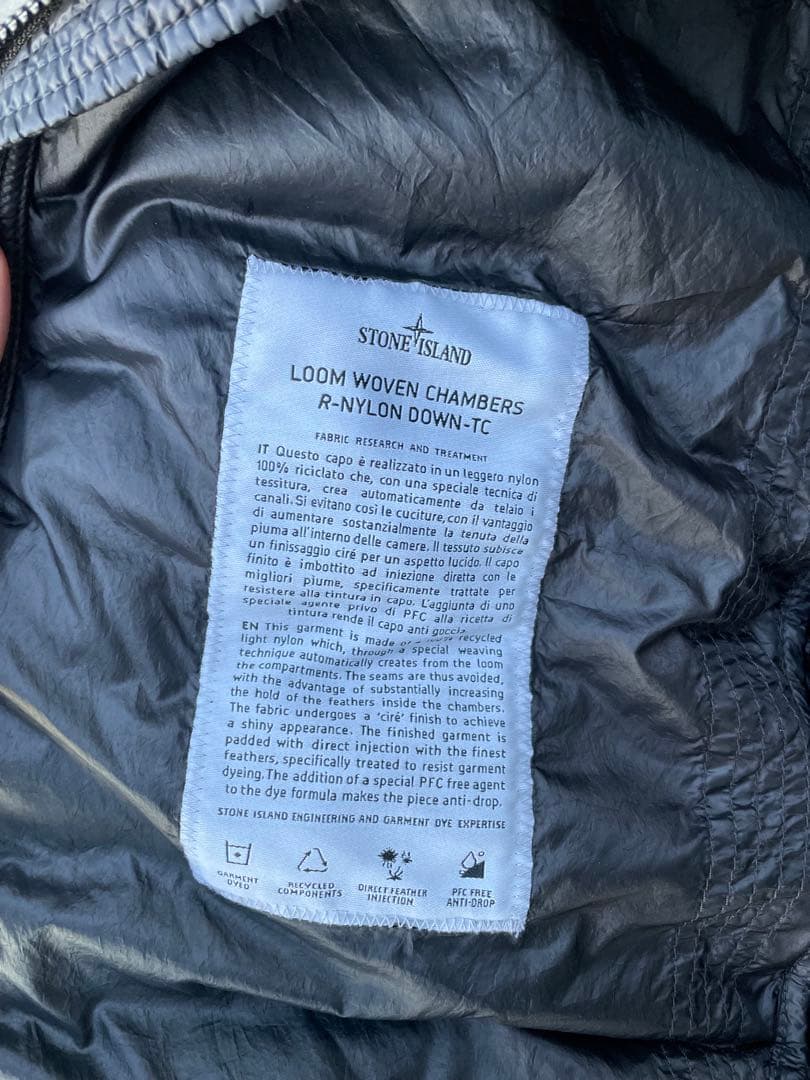 STONE ISLAND
LOOM WOVEN CHAMBERS
R-NYLON DOWN-TC
FABRIC RESEARCH AND TREATMENT
IT Questo capo è realizzato in un leggero nylon
100% riciclato che, con una speciale tecnica di
tessitura, crea automaticamente da telaio i
canali. Si evitano così le cuciture, con il vantaggio
di aumentare sostanzialmente la tenuta della
piuma all'interno delle camere. Il tessuto subisce
un finissaggio ciré per un aspetto lucido. Il capo
finito è imbottito ad iniezione diretta con le
migliori piume, specificamente trattate per
resistere alla tintura in capo. L'aggiunta di uno
speciale agente privo di PFC alla ricetta di
tintura rende il capo anti goccia
EN This garment is made recycled
light nylon which, through a special weaving
technique automatically creates from the loom
the compartments. The seams are thus avoided,
with the advantage of substantially increasing
the hold of the feathers inside the chambers.
The fabric undergoes a 'ciré' finish to achieve
a shiny appearance. The finished garment is
padded with direct injection with the finest
feathers, specifically treated to resist garment
dyeing. The addition of a special PFC free agent
to the dye formula makes the piece anti-drop.
STONE ISLAND ENGINEERING AND GARMENT DYE EXPERTISE
GARMENT
DYED
RECYCLED
COMPONENTS
DIRECT FEATHER
INJECTION
PFC FREE
ANTI-DROP